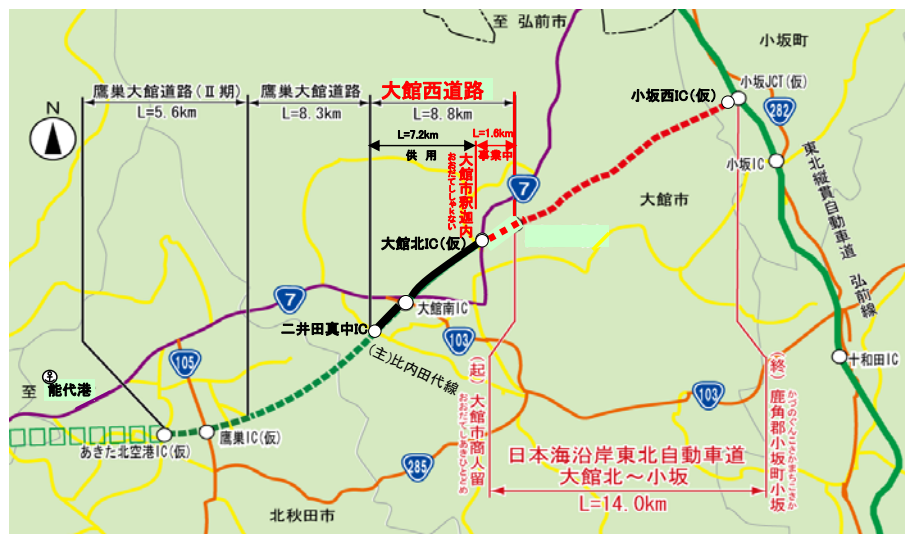 至 弘前市
小坂町
鷹巣大館道路(Ⅱ期)
L=5.6km
鷹巣大館道路
L=8.3km
大館西道路
L=8.8km
L=7.2km
供 用
L=1.6km
事業中
大館市釈迦内
おおだてししゃかない
小坂西IC(仮)
小坂JCT(仮)
282
小坂IC
東北縦貫自動車道 弘前線
N
7
大館市
大館北IC(仮)
7
大館南IC
二井田真中IC
103
(主)比内田代線
105
至 能代港
十和田IC
103
(起)大館市商人留
おおだてしあきひとどめ
(終)鹿角郡小坂町小坂
かづのぐんこさかまちこさか
鷹巣IC(仮)
あきた北空港IC(仮)
285
日本海沿岸東北自動車道
大館北～小坂
L=14.0km
北秋田市